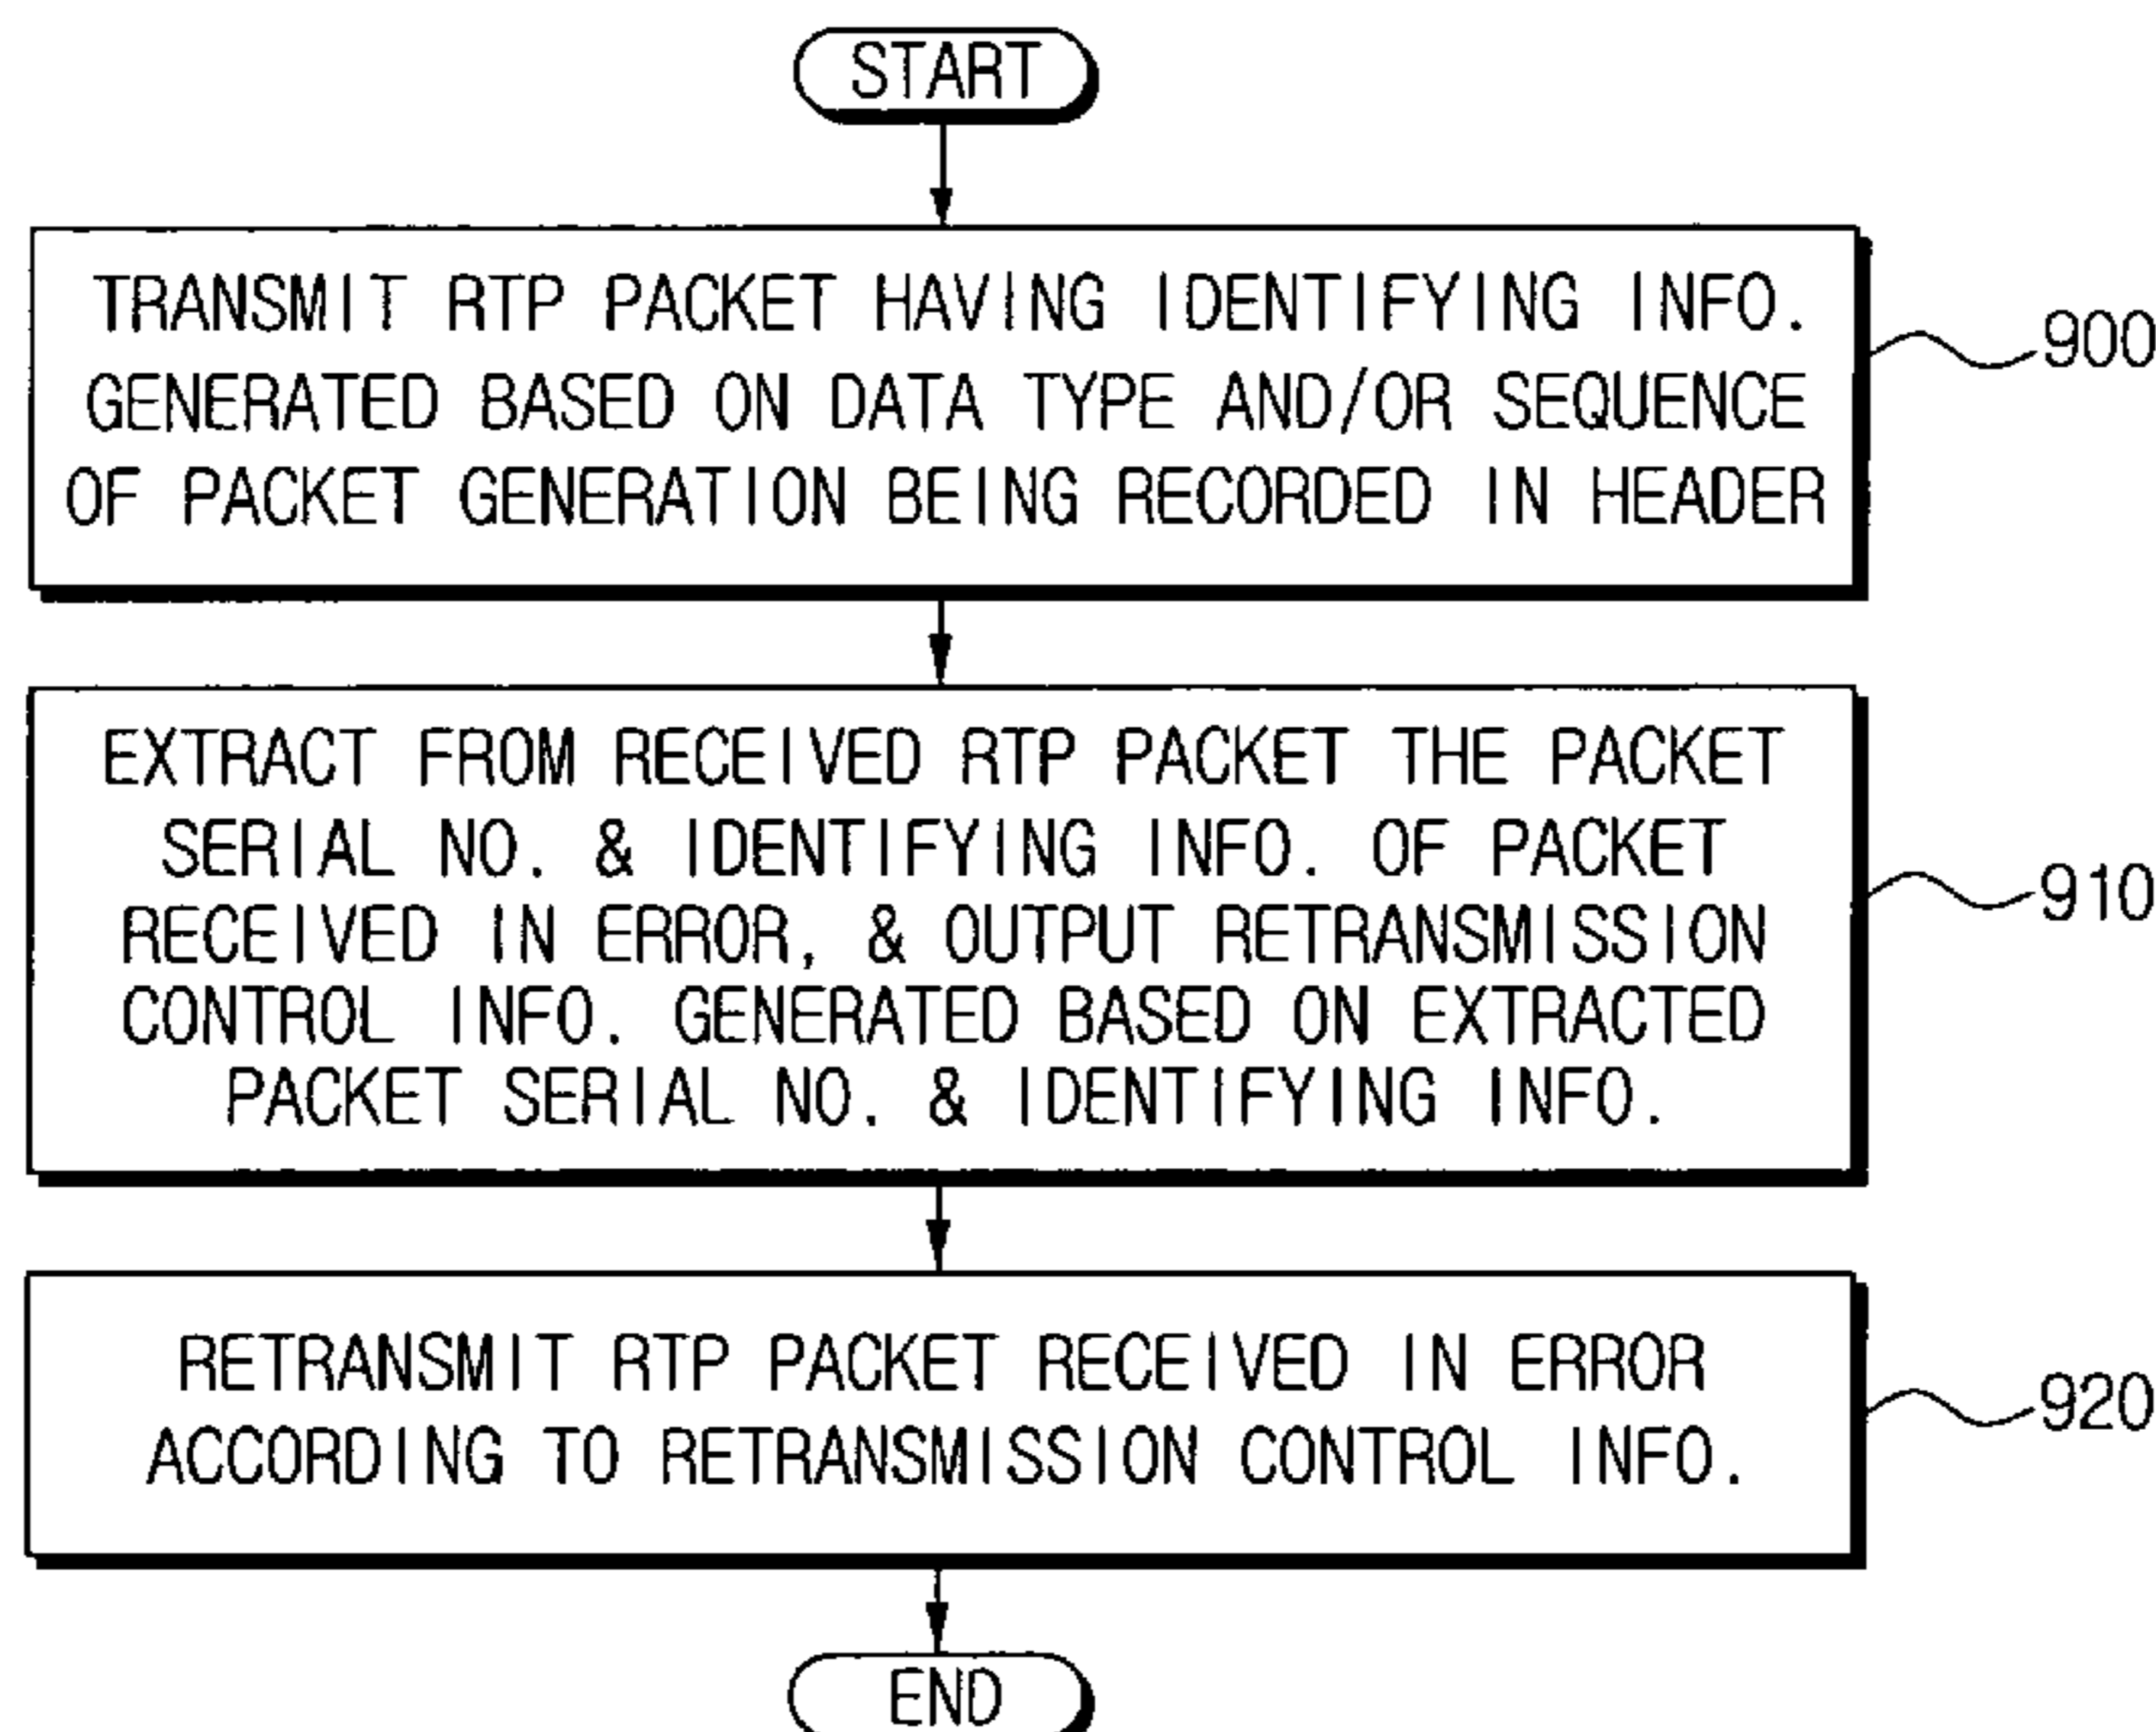 START
TRANSMIT RTP PACKET HAVING IDENTIFYING INFO.
GENERATED BASED ON DATA TYPE AND/OR SEQUENCE
OF PACKET GENERATION BEING RECORDED IN HEADER
900
EXTRACT FROM RECEIVED RTP PACKET THE PACKET
SERIAL NO. & IDENTIFYING INFO. OF PACKET
RECEIVED IN ERROR, & OUTPUT RETRANSMISSION
CONTROL INFO. GENERATED BASED ON EXTRACTED
PACKET SERIAL NO. & IDENTIFYING INFO.
910
RETRANSMIT RTP PACKET RECEIVED IN ERROR
ACCORDING TO RETRANSMISSION CONTROL INFO.
920
END